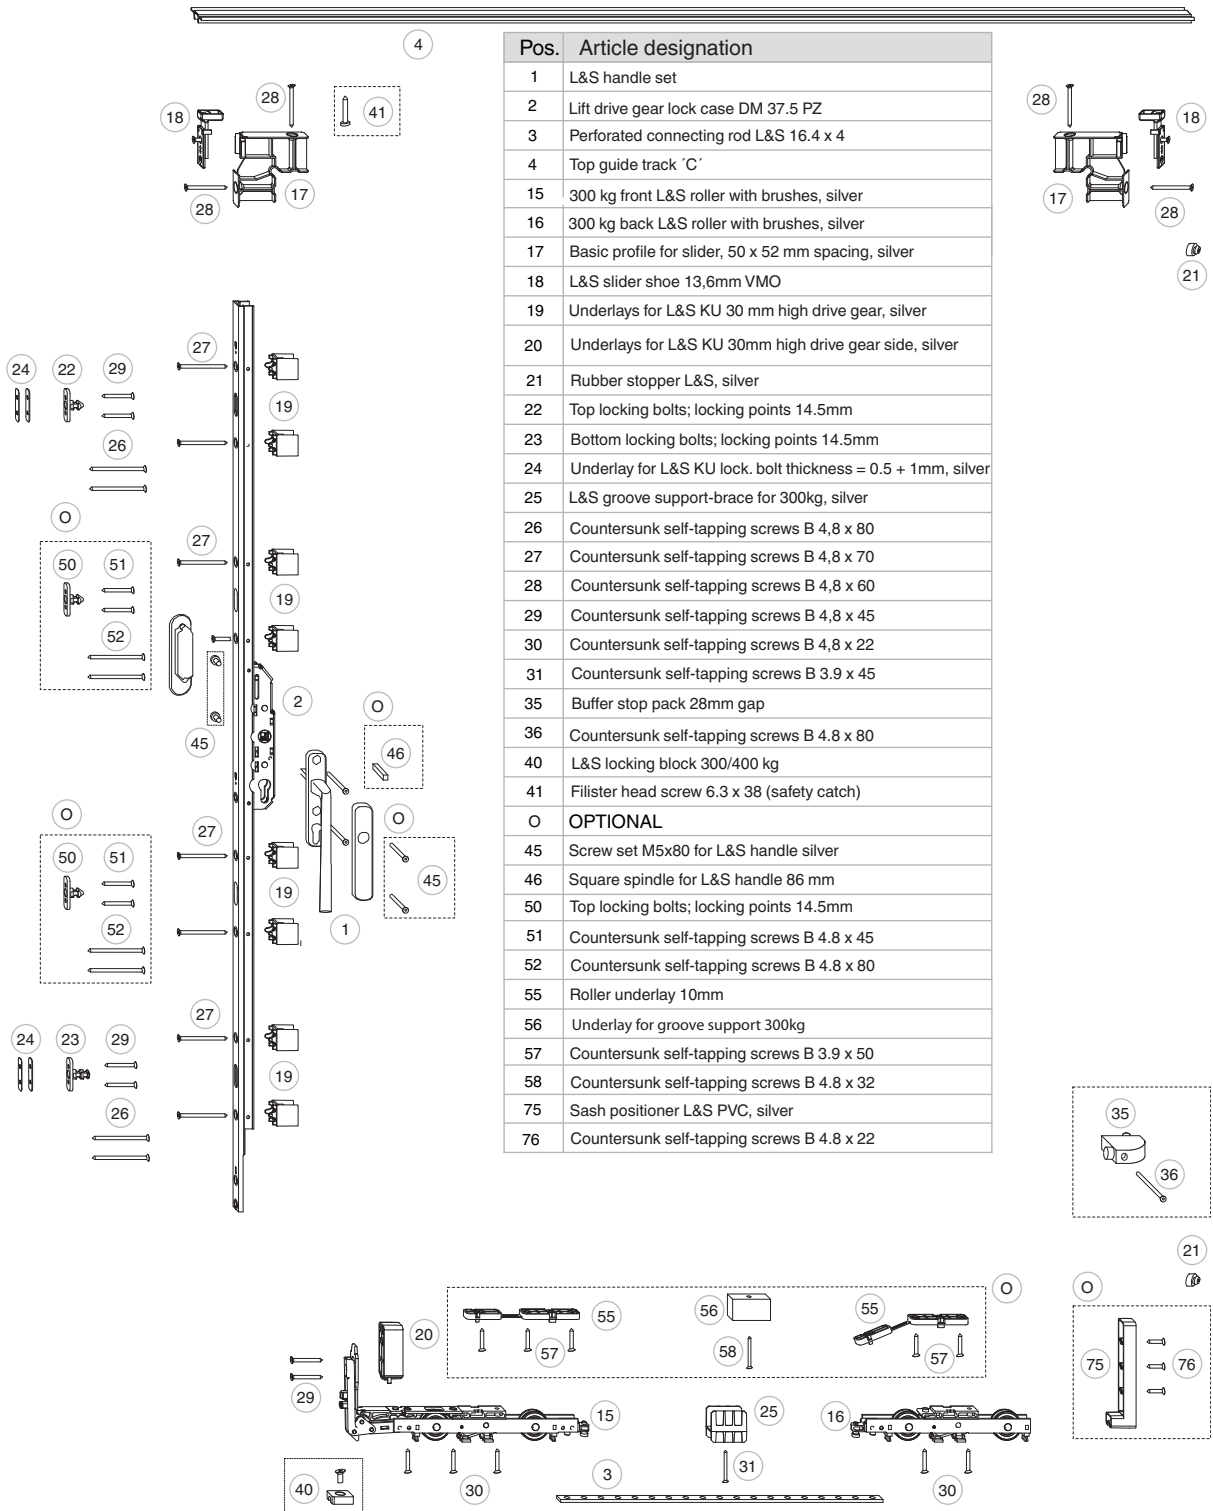 4
Pos. Article designation
1 L&S handle set
2 Lift drive gear lock case DM 37.5 PZ
3 Perforated connecting rod L&S 16.4 x 4
4 Top guide track ´C´
15 300 kg front L&S roller with brushes, silver
16 300 kg back L&S roller with brushes, silver
17 Basic profile for slider, 50 x 52 mm spacing, silver
18 L&S slider shoe 13,6mm VMO
19 Underlays for L&S KU 30 mm high drive gear, silver
20 Underlays for L&S KU 30mm high drive gear side, silver
21 Rubber stopper L&S, silver
22 Top locking bolts; locking points 14.5mm
23 Bottom locking bolts; locking points 14.5mm
24 Underlay for L&S KU lock. bolt thickness = 0.5 + 1mm, silver
25 L&S groove support-brace for 300kg, silver
26 Countersunk self-tapping screws B 4,8 x 80
27 Countersunk self-tapping screws B 4,8 x 70
28 Countersunk self-tapping screws B 4,8 x 60
29 Countersunk self-tapping screws B 4,8 x 45
30 Countersunk self-tapping screws B 4,8 x 22
31 Countersunk self-tapping screws B 3.9 x 45
35 Buffer stop pack 28mm gap
36 Countersunk self-tapping screws B 4.8 x 80
40 L&S locking block 300/400 kg
41 Filister head screw 6.3 x 38 (safety catch)
O OPTIONAL
45 Screw set M5x80 for L&S handle silver
46 Square spindle for L&S handle 86 mm
50 Top locking bolts; locking points 14.5mm
51 Countersunk self-tapping screws B 4.8 x 45
52 Countersunk self-tapping screws B 4.8 x 80
55 Roller underlay 10mm
56 Underlay for groove support 300kg
57 Countersunk self-tapping screws B 3.9 x 50
58 Countersunk self-tapping screws B 4.8 x 32
75 Sash positioner L&S PVC, silver
76 Countersunk self-tapping screws B 4.8 x 22
28
41
18
17
28
28
18
17
28
21
27
24 22 29
19
26
O
27
50 51
19
52
2
O
45
46
O
O
27
50 51
45
19
52
1
27
24 23 29
19
26
35
36
21
O
O
55
56
55
20
57
58
57
75 76
29
15
25
16
40
30
3
31
30